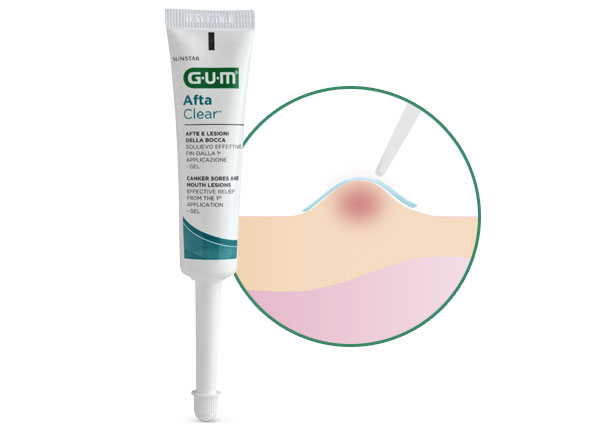 SUNSTAR
G·U·M®
Afta
Clear™
AFTE E LESIONI
DELLA BOCCA
SOLLIEVO EFFETTIVO
FIN DALLA 1ª
APPLICAZIONE
- GEL
CANKER SORES AND
MOUTH LESIONS
EFFECTIVE RELIEF
FROM THE 1ST
APPLICATION
- GEL